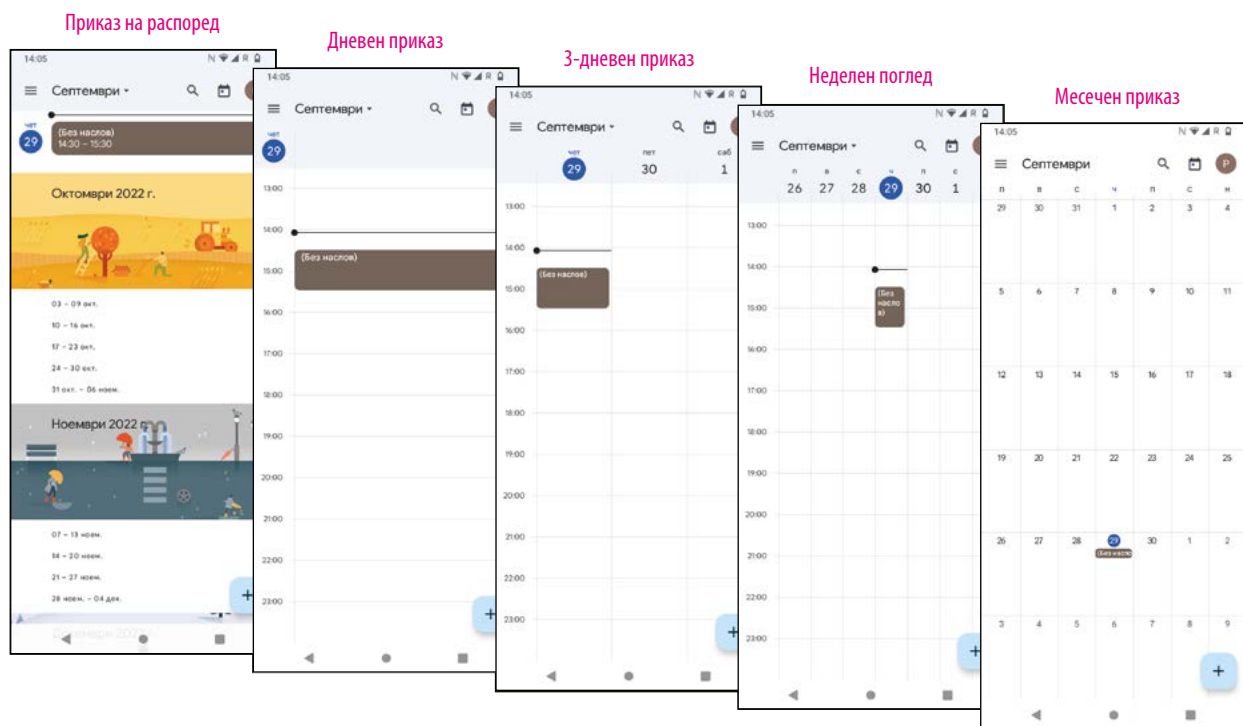 Приказ на распоред
14:05
Септември
чет
29
(Без наслов)
14:30 – 15:30
Октомври 2022 г.
03 – 09 окт.
10 – 16 окт.
17 – 23 окт.
24 – 30 окт.
31 окт. – 06 ноем.
Ноември 2022 г.
07 – 13 ноем.
14 – 20 ноем.
21 – 27 ноем.
28 ноем. – 04 дек.
Дневен приказ
14:05
Септември
чет
29
13:00
14:00
(Без наслов)
15:00
16:00
17:00
18:00
19:00
20:00
21:00
22:00
23:00
3-дневен приказ
14:05
Септември
чет пет саб
29 30 1
13:00
14:00
(Без наслов)
15:00
16:00
17:00
18:00
19:00
20:00
21:00
22:00
23:00
Неделен поглед
14:05
Септември
п в с ч п с
26 27 28 29 30 1
13:00
14:00
(Без
насло
в)
15:00
16:00
17:00
18:00
19:00
20:00
21:00
22:00
23:00
Месечен приказ
14:05
Септември
P
п в с ч п с н
29 30 31 1 2 3 4
5 6 7 8 9 10 11
12 13 14 15 16 17 18
19 20 21 22 23 24 25
26 27 28 29 30 1 2
(Без насло
3 4 5 6 7 8 9